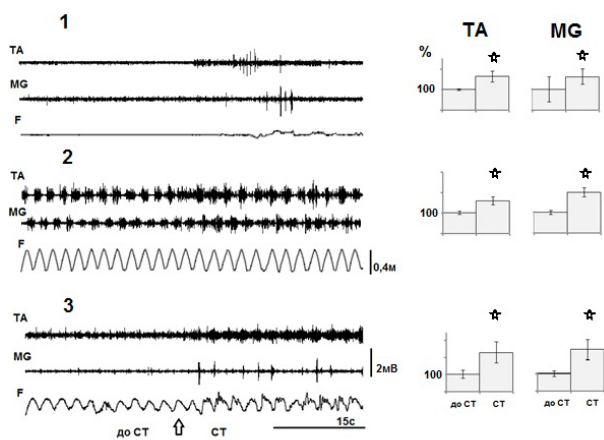 1
TA
MG
F
2
TA
MG
F
0,4м
3
TA
MG
F
2мВ
15с
до СТ СТ
TA MG
%
100
100
100
до СТ СТ до СТ СТ